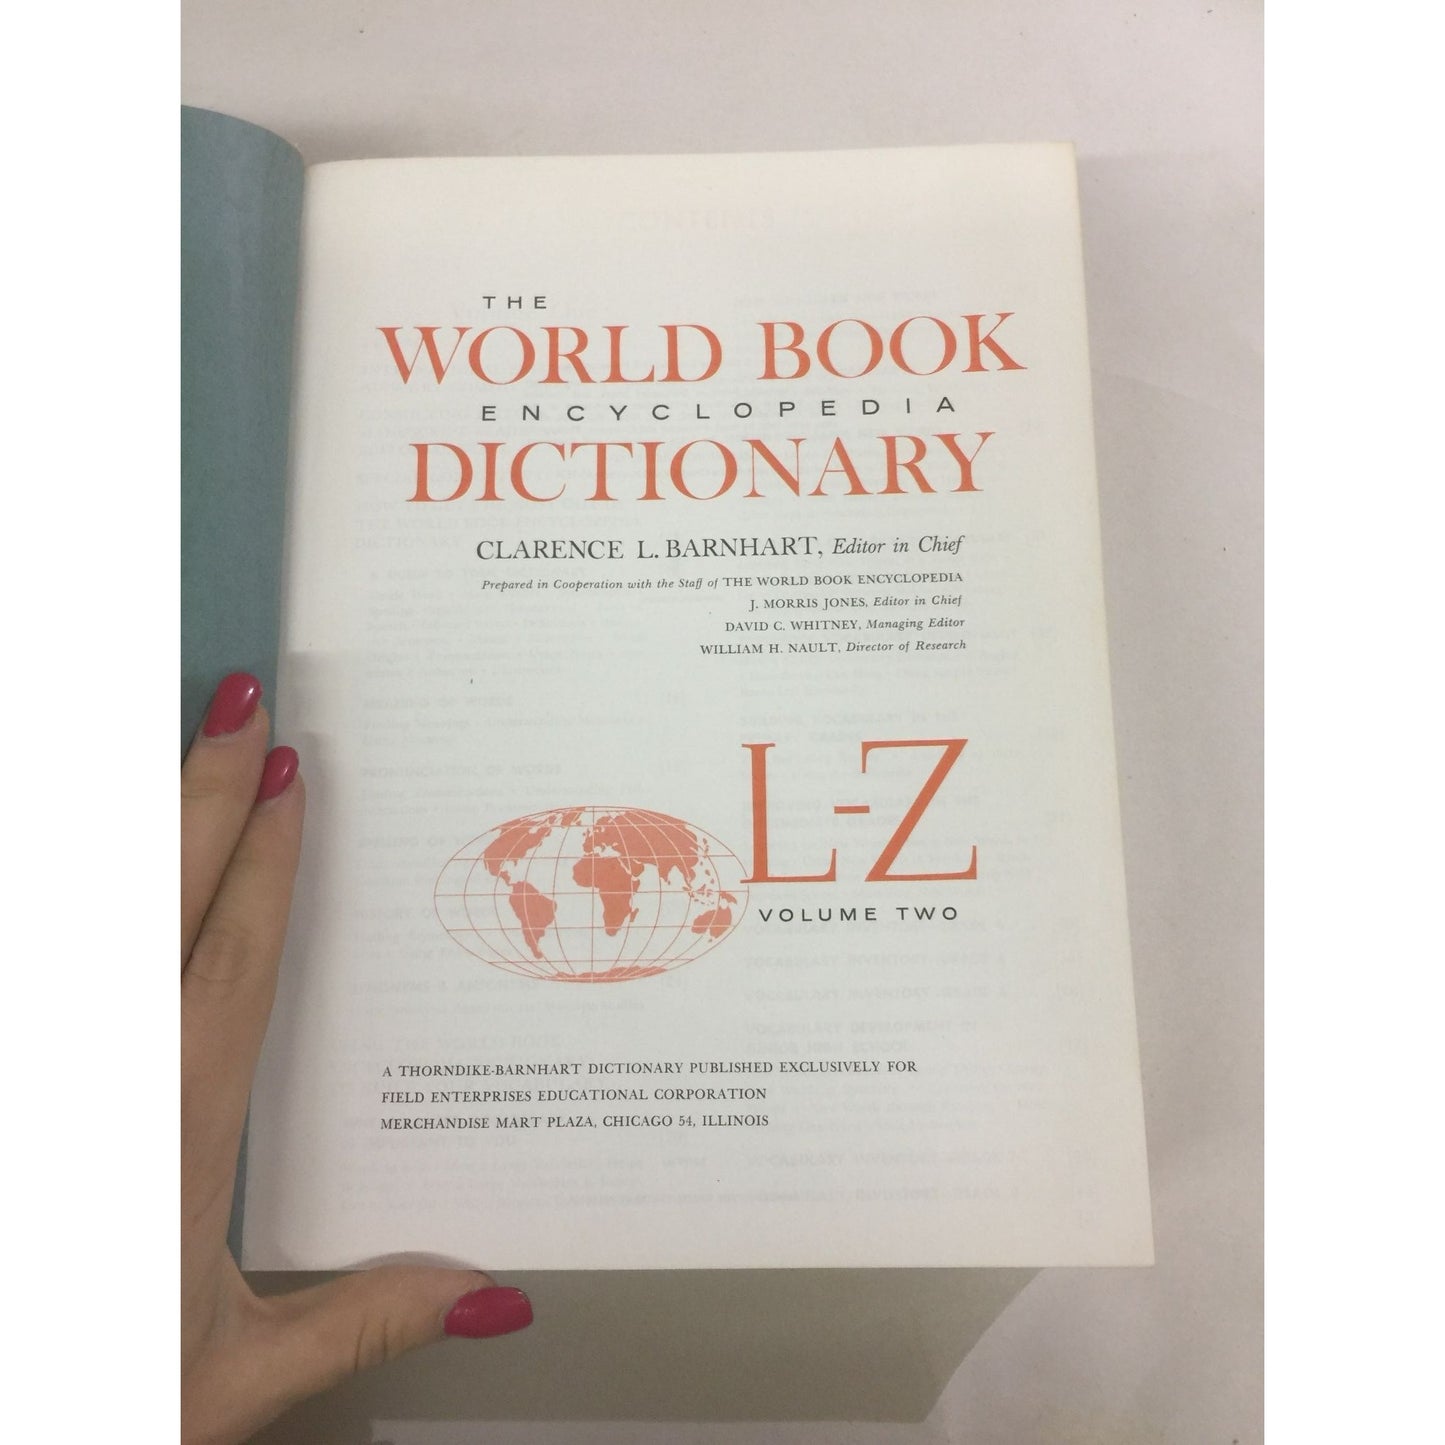 THE
WORLD BOOK
ENCYCLOPEDIA
DICTIONARY
CLARENCE L. BARNHART, Editor in Chief
Prepared in Cooperation with the Staff of THE WORLD BOOK ENCYCLOPEDIA
J. MORRIS JONES, Editor in Chief
DAVID C. WHITNEY, Managing Editor
WILLIAM H. NAULT, Director of Research
L-Z
VOLUME TWO
A THORNDIKE-BARNHART DICTIONARY PUBLISHED EXCLUSIVELY FOR
FIELD ENTERPRISES EDUCATIONAL CORPORATION
MERCHANDISE MART PLAZA, CHICAGO 54, ILLINOIS